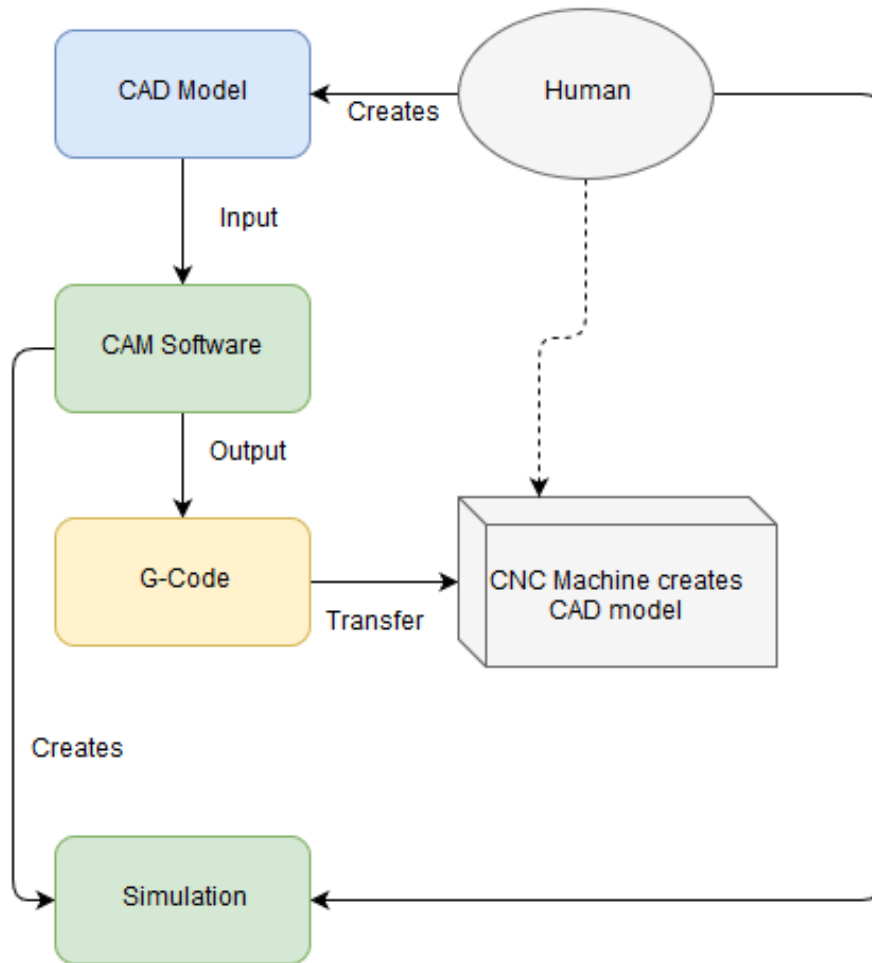 CAD Model
Human
Creates
Input
CAM Software
Output
G-Code
CNC Machine creates
CAD model
Transfer
Creates
Simulation